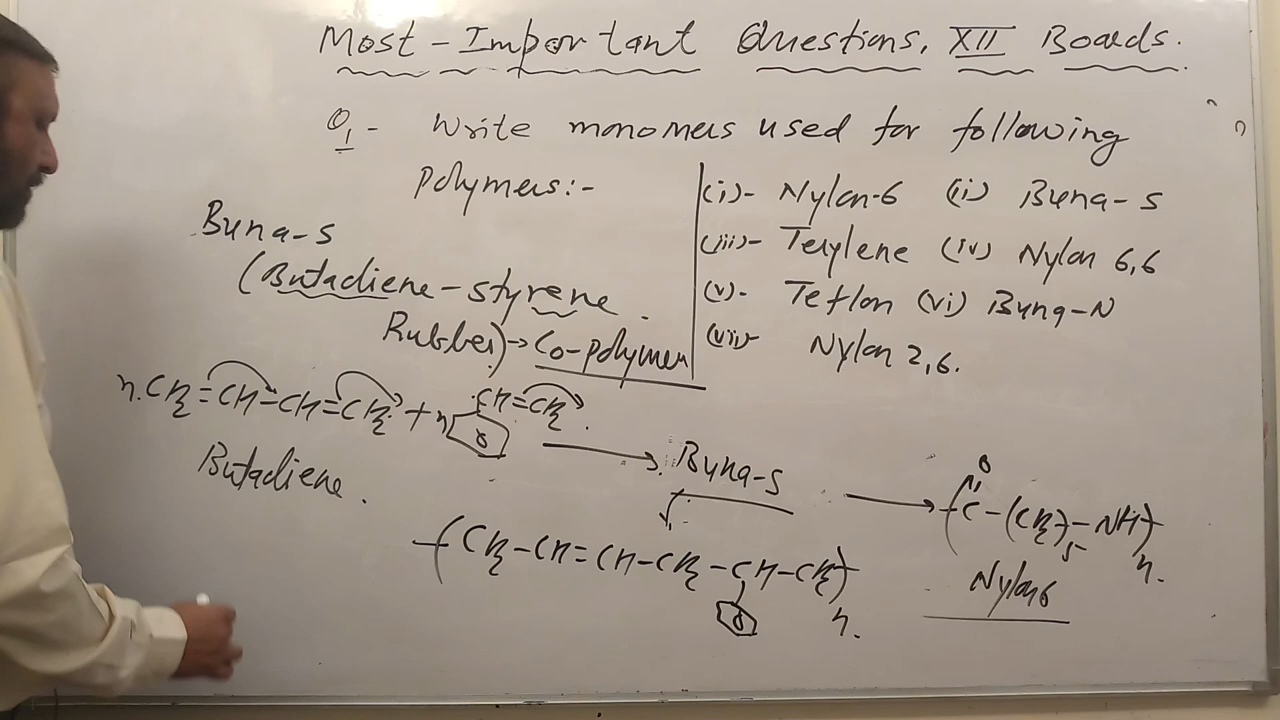 Most-Important Questions, XII Boards.
Q1- Write monomers used for following
Polymers:-
(i)- Nylon-6 (ii) Buna-S
(iii)- Terylene (iv) Nylon 6,6
(v)- Teflon (vi) Buna-N
(vii)- Nylon 2,6.
Buna-S
(Butadiene-styrene
Rubber) → Co-polymer
n.CH2=CH-CH=CH2 + n CH=CH2
Butadiene.
→ Buna-S
(CH2-CH=CH-CH2-CH-CH2)n.
→ (C-(CH2)5-NH)n.
O
Nylon6